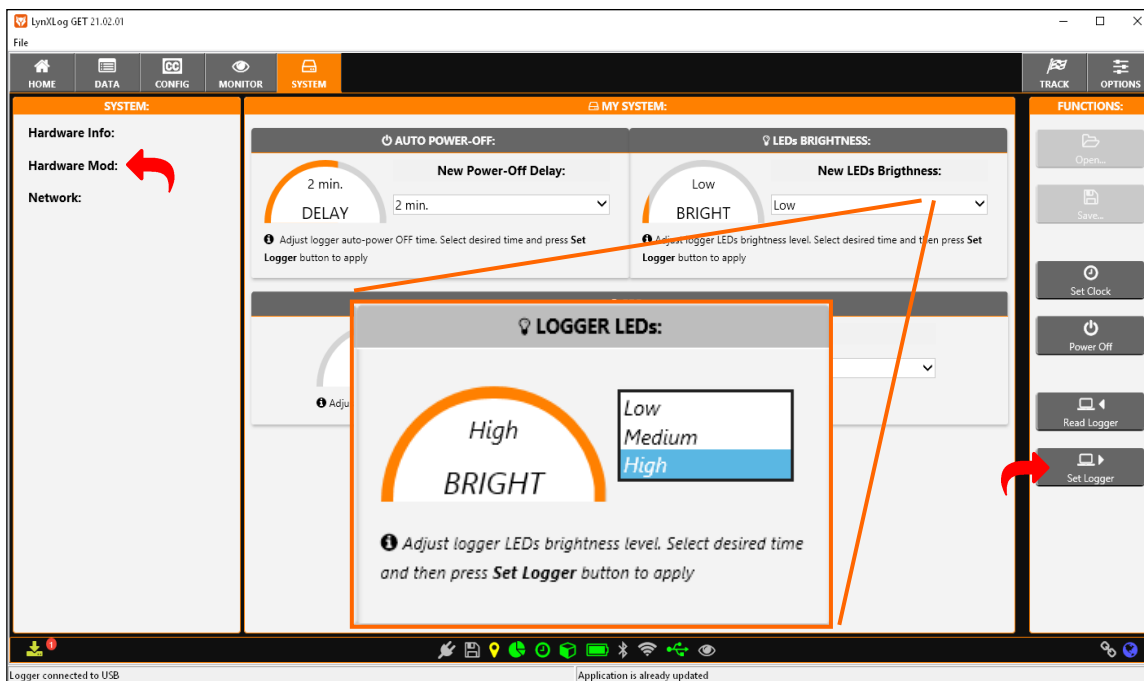 LynXLog GET 21.02.01
File
HOME
DATA
CC
CONFIG
MONITOR
SYSTEM
TRACK
OPTIONS
SYSTEM:
MY SYSTEM:
FUNCTIONS:
Hardware Info:
Hardware Mod:
Network:
AUTO POWER-OFF:
2 min.
DELAY
New Power-Off Delay:
2 min.
Adjust logger auto-power OFF time. Select desired time and press Set
Logger button to apply
LEDs BRIGHTNESS:
Low
BRIGHT
New LEDs Brigthness:
Low
Adjust logger LEDs brightness level. Select desired time and then press Set
Logger button to apply
Adju
LOGGER LEDs:
High
BRIGHT
Low
Medium
High
Adjust logger LEDs brightness level. Select desired time
and then press Set Logger button to apply
Open...
Save...
Set Clock
Power Off
Read Logger
Set Logger
1
Logger connected to USB
Application is already updated